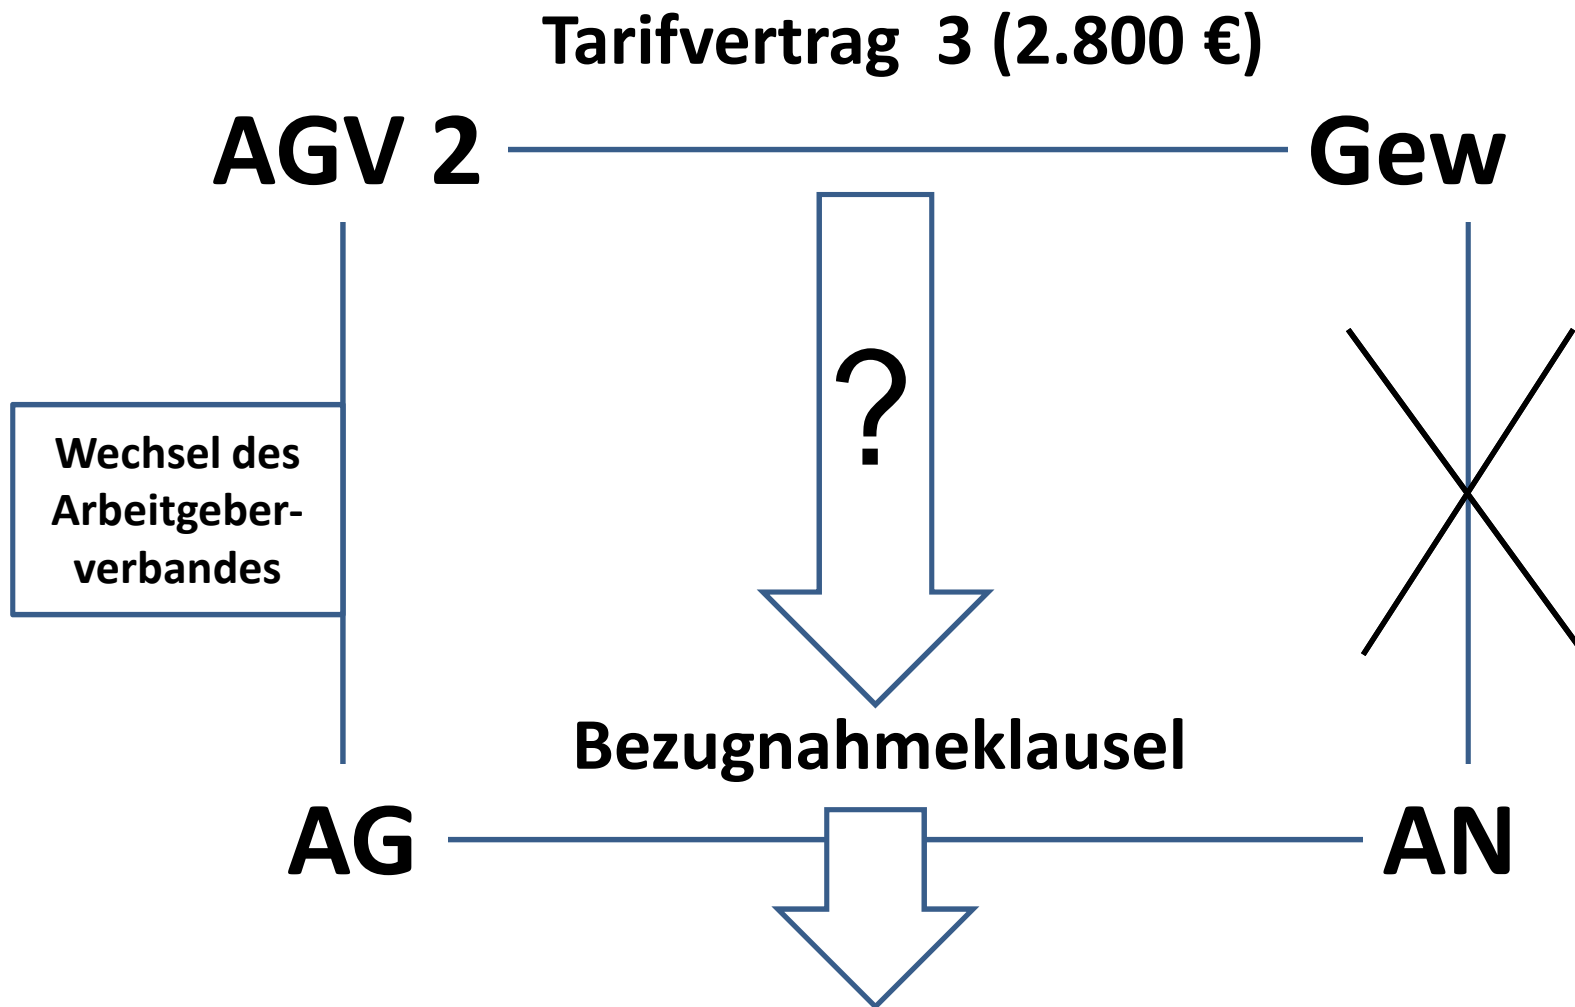 Tarifvertrag 3 (2.800 €)
AGV 2
Gew
?
Wechsel des
Arbeitgeber-
verbandes
Bezugnahmeklausel
AG
AN